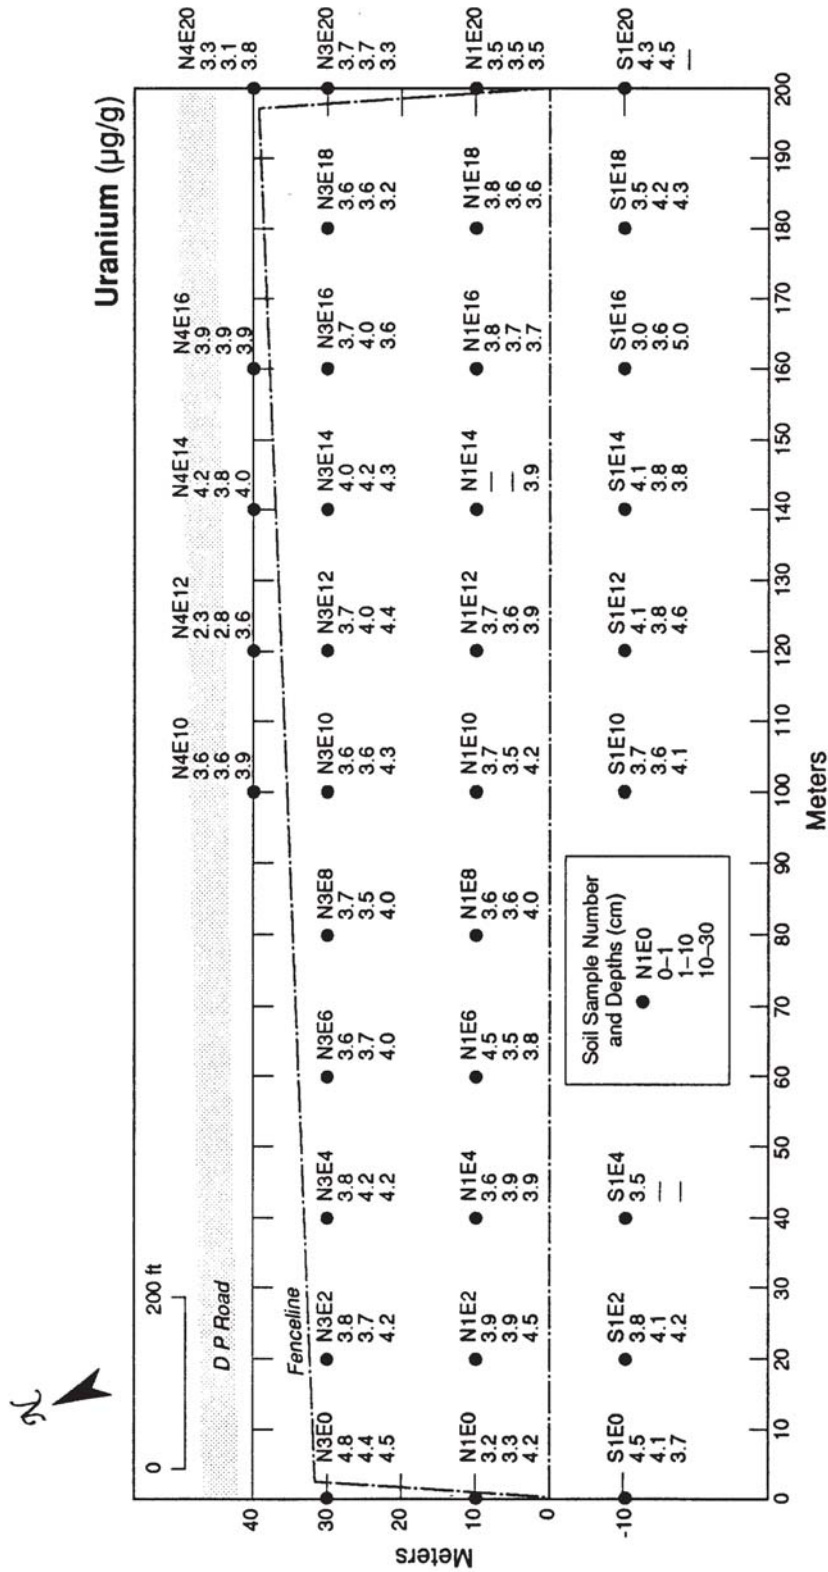 Uranium (µg/g)
N
0 200 ft
D P Road
Fenceline
N4E10
3.6
3.6
3.9
N4E12
2.3
2.8
3.6
N4E14
4.2
3.8
4.0
N4E16
3.9
3.9
3.9
N4E20
3.3
3.1
3.8
N3E0
4.8
4.4
4.5
N3E2
3.8
3.7
4.2
N3E4
3.8
4.2
4.2
N3E6
3.6
3.7
4.0
N3E8
3.7
3.5
4.0
N3E10
3.6
3.6
4.3
N3E12
3.7
4.0
4.4
N3E14
4.0
4.2
4.3
N3E16
3.7
4.0
3.6
N3E18
3.6
3.6
3.2
N3E20
3.7
3.7
3.3
N1E0
3.2
3.3
4.2
N1E2
3.9
3.9
4.5
N1E4
3.6
3.9
3.9
N1E6
4.5
3.5
3.8
N1E8
3.6
3.6
4.0
N1E10
3.7
3.5
4.2
N1E12
3.7
3.6
3.9
N1E14
—
—
3.9
N1E16
3.8
3.7
3.7
N1E18
3.8
3.6
3.6
N1E20
3.5
3.5
3.5
S1E0
4.5
4.1
3.7
S1E2
3.8
4.1
4.2
S1E4
3.5
—
—
S1E10
3.7
3.6
4.1
S1E12
4.1
3.8
4.6
S1E14
4.1
3.8
3.8
S1E16
3.0
3.6
5.0
S1E18
3.5
4.2
4.3
S1E20
4.3
4.5
—
Soil Sample Number
and Depths (cm)
N1E0
0–1
1–10
10–30
40
30
20
10
0
-10
Meters
0 10 20 30 40 50 60 70 80 90 100 110 120 130 140 150 160 170 180 190 200
Meters